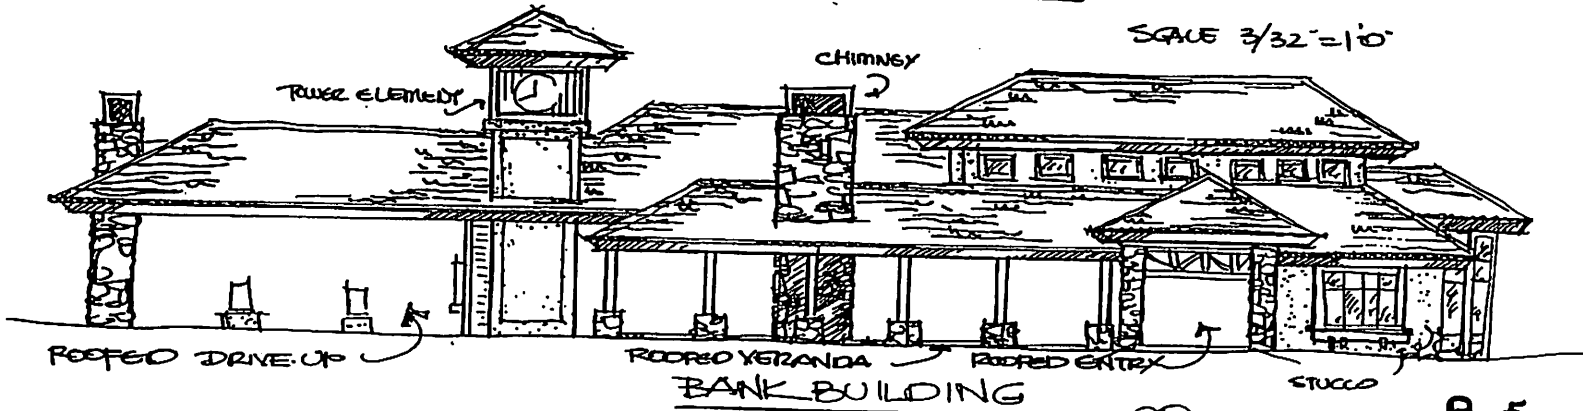 SCALE 3/32"=1'0"
CHIMNEY
TOWER ELEMENT
ROOFED DRIVE-UP
ROOFED VERANDA
ROOFED ENTRY
STUCCO
BANK BUILDING